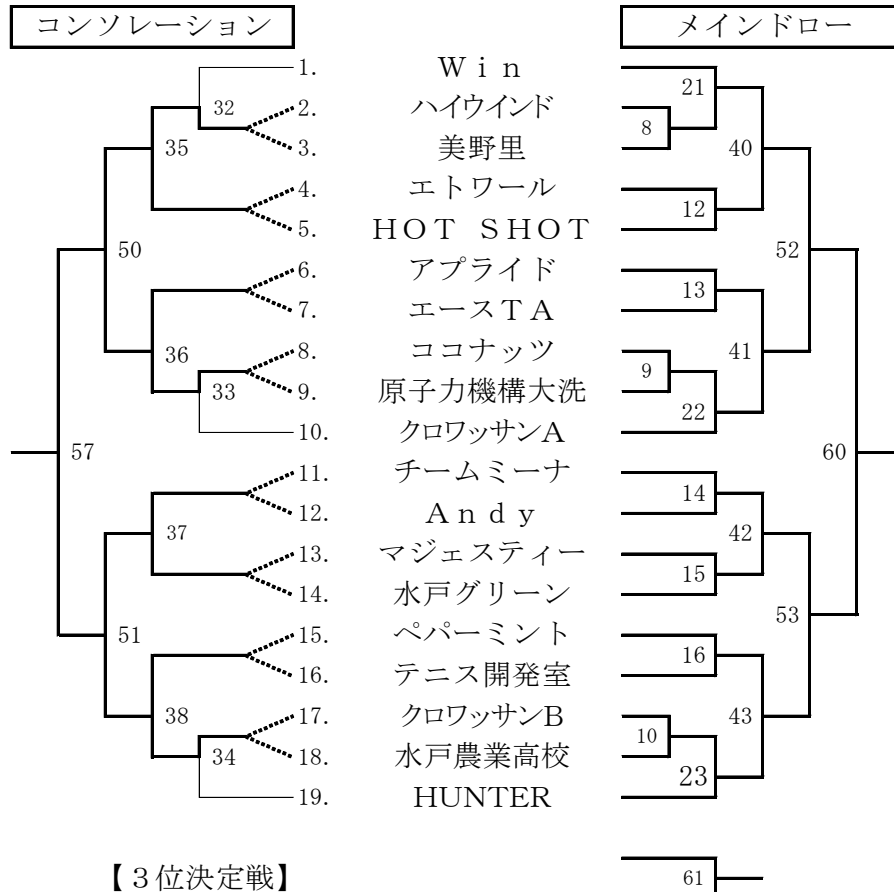 コンソレーション メインドロー
1. Ｗｉｎ 21
32 2. ハイウインド
8
35 3. 美野里 40
4. エトワール
12
5. ＨＯＴ ＳＨＯＴ
50 52
6. アプライド
13
7. エースＴＡ
36 8. ココナッツ 41
33 9
9. 原子力機構大洗
22
10. クロワッサンA
57 60
11. チームミーナ
14
12. Ａｎｄｙ
37 42
13. マジェスティー
15
14. 水戸グリーン
51 53
15. ペパーミント
16
16. テニス開発室
38 17. クロワッサンB 43
10
34 18. 水戸農業高校
23
19. HUNTER
【３位決定戦】 61